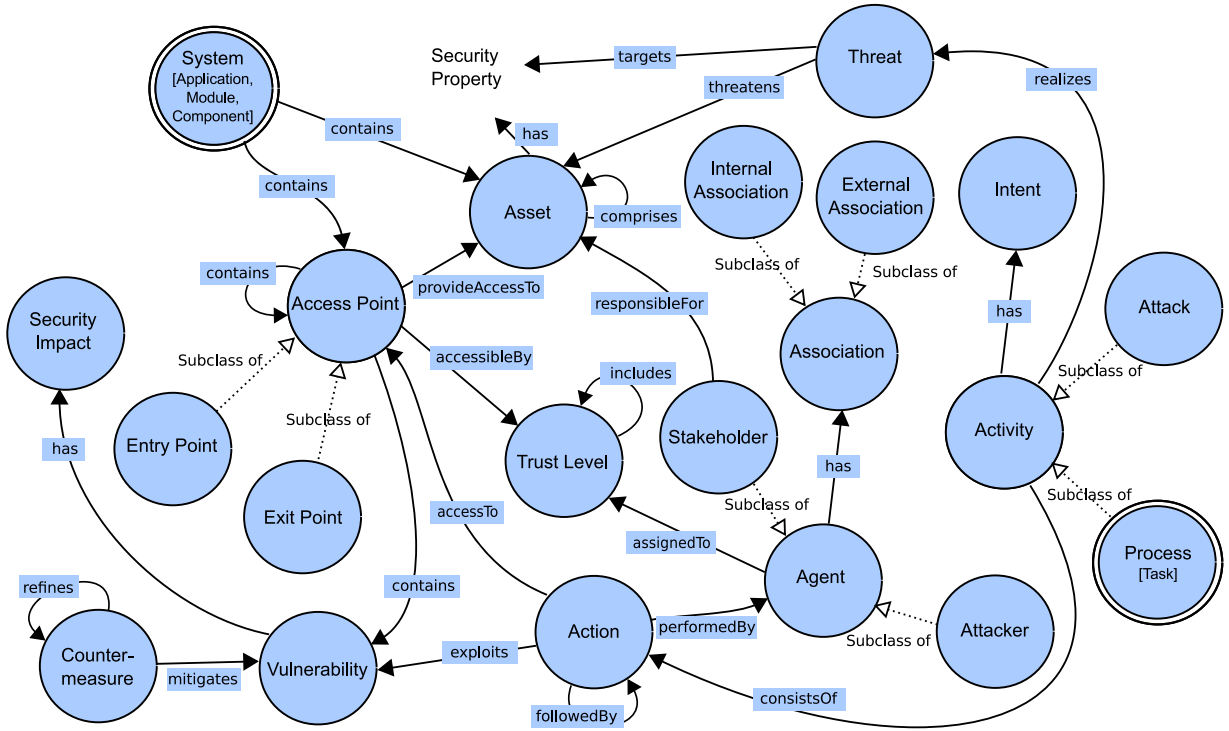 System
[Application,
Module,
Component]
Security
Property
targets
Threat
realizes
threatens
contains
has
contains
Asset
comprises
Internal
Association
External
Association
Intent
Subclass of
Subclass of
contains
Access Point
provideAccessTo
responsibleFor
has
Attack
Security
Impact
Subclass of
accessibleBy
Association
Subclass of
includes
Subclass of
Entry Point
Trust Level
Stakeholder
Activity
has
has
Exit Point
accessTo
Subclass of
Subclass of
assignedTo
Process
[Task]
Agent
refines
contains
Counter-
measure
mitigates
Vulnerability
exploits
Action
performedBy
Subclass of
Attacker
followedBy
consistsOf